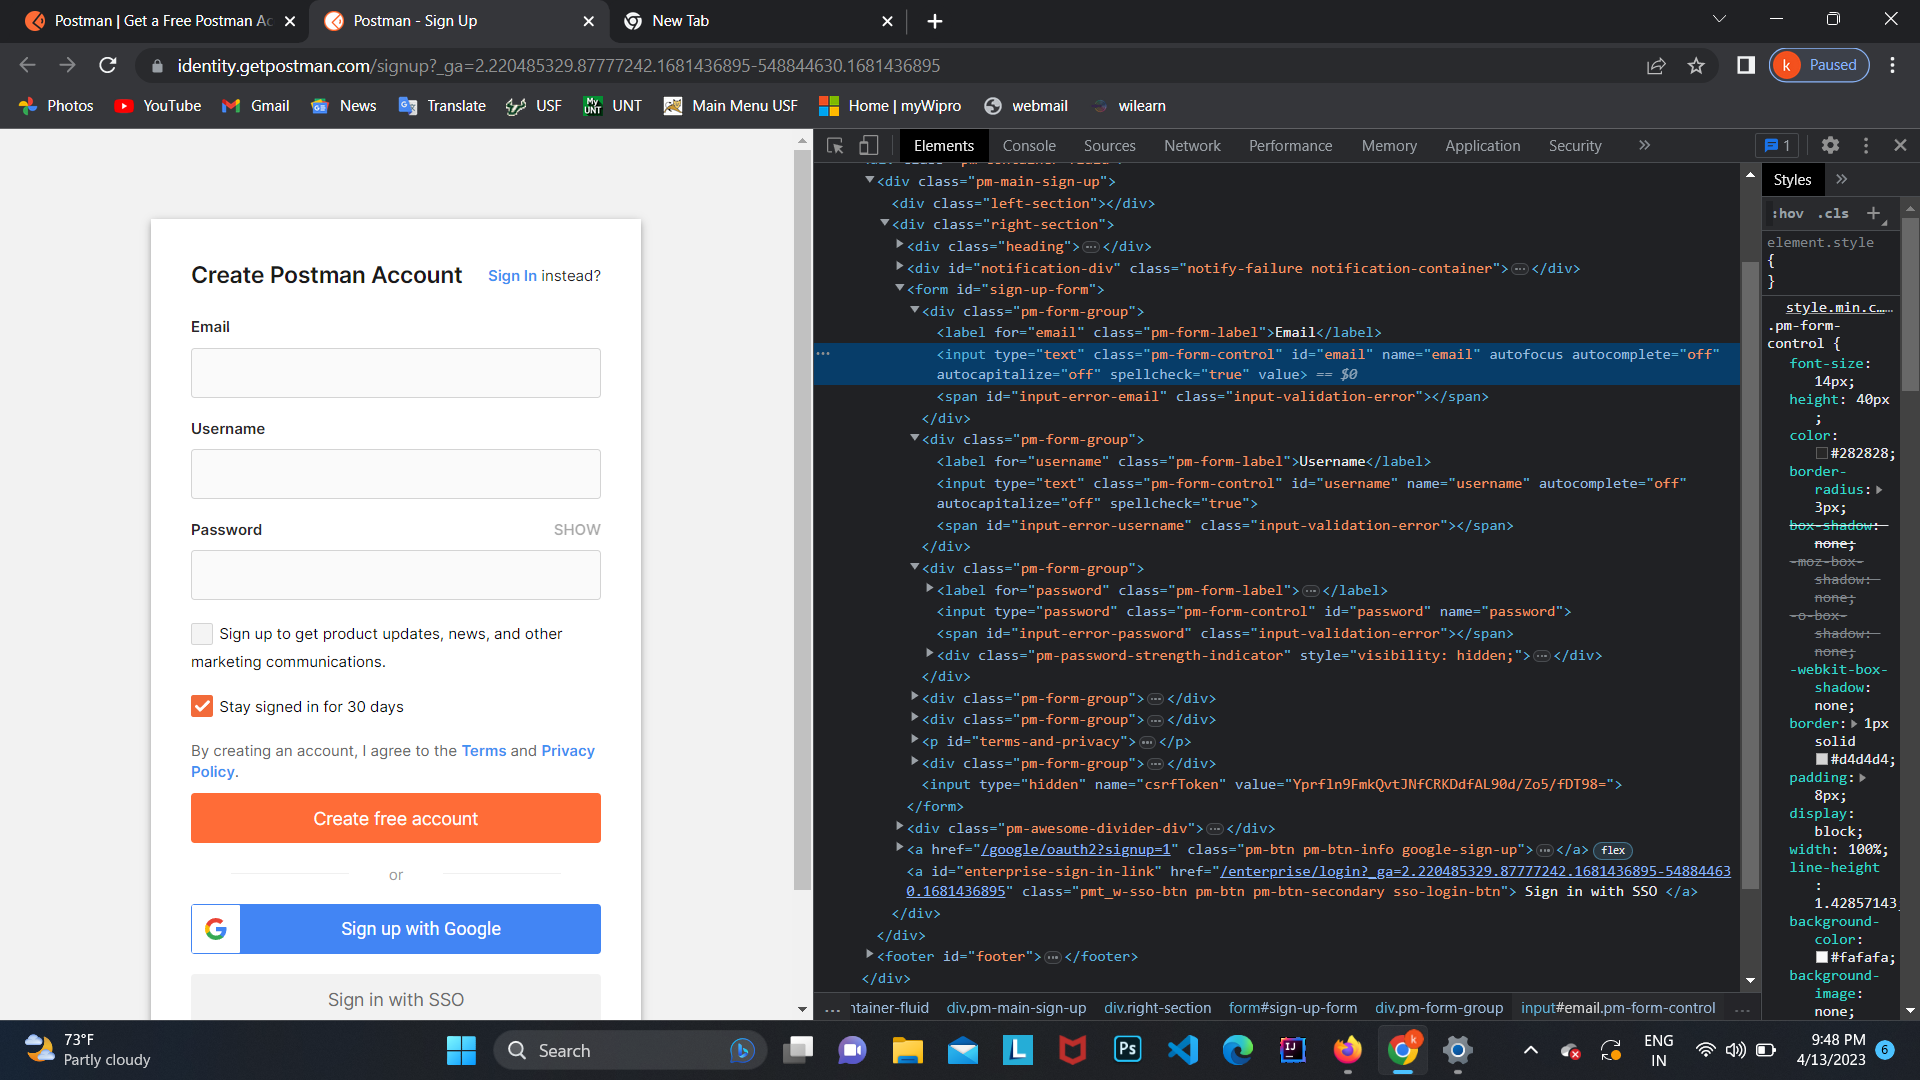 Postman | Get a Free Postman Ac
Postman - Sign Up
New Tab
identity.getpostman.com/signup?_ga=2.220485329.87777242.1681436895-548844630.1681436895
k Paused
Photos YouTube Gmail News Translate USF UNT Main Menu USF Home | myWipro webmail wilearn
Create Postman Account Sign In instead?
Email
Username
Password SHOW
Sign up to get product updates, news, and other
marketing communications.
Stay signed in for 30 days
By creating an account, I agree to the Terms and Privacy
Policy.
Create free account
or
Sign up with Google
Sign in with SSO
Elements Console Sources Network Performance Memory Application Security » 1
<div class="pm-main-sign-up">
<div class="left-section"></div>
<div class="right-section">
<div class="heading">…</div>
<div id="notification-div" class="notify-failure notification-container">…</div>
<form id="sign-up-form">
<div class="pm-form-group">
<label for="email" class="pm-form-label">Email</label>
<input type="text" class="pm-form-control" id="email" name="email" autofocus autocomplete="off"
autocapitalize="off" spellcheck="true" value> == $0
<span id="input-error-email" class="input-validation-error"></span>
</div>
<div class="pm-form-group">
<label for="username" class="pm-form-label">Username</label>
<input type="text" class="pm-form-control" id="username" name="username" autocomplete="off"
autocapitalize="off" spellcheck="true">
<span id="input-error-username" class="input-validation-error"></span>
</div>
<div class="pm-form-group">
<label for="password" class="pm-form-label">…</label>
<input type="password" class="pm-form-control" id="password" name="password">
<span id="input-error-password" class="input-validation-error"></span>
<div class="pm-password-strength-indicator" style="visibility: hidden;">…</div>
</div>
<div class="pm-form-group">…</div>
<div class="pm-form-group">…</div>
<p id="terms-and-privacy">…</p>
<div class="pm-form-group">…</div>
<input type="hidden" name="csrfToken" value="Yprfln9FmkQvtJNfCRKDdfAL90d/Zo5/fDT98=">
</form>
<div class="pm-awesome-divider-div">…</div>
<a href="/google/oauth2?signup=1" class="pm-btn pm-btn-info google-sign-up">…</a> flex
<a id="enterprise-sign-in-link" href="/enterprise/login?_ga=2.220485329.87777242.1681436895-54884463
0.1681436895" class="pmt_w-sso-btn pm-btn pm-btn-secondary sso-login-btn"> Sign in with SSO </a>
</div>
</div>
<footer id="footer">…</footer>
</div>
… ntainer-fluid div.pm-main-sign-up div.right-section form#sign-up-form div.pm-form-group input#email.pm-form-control …
Styles »
:hov .cls +
element.style
{
}
style.min.c…
.pm-form-
control {
font-size:
14px;
height: 40px
;
color:
#282828;
border-
radius:
3px;
box-shadow:
none;
-moz-box-
shadow:
none;
-o-box-
shadow:
none;
-webkit-box-
shadow:
none;
border: 1px
solid
#d4d4d4;
padding:
8px;
display:
block;
width: 100%;
line-height
:
1.42857143
background-
color:
#fafafa;
background-
image:
none;
73°F
Partly cloudy
Search
L
Ps
IJ
k
ENG
IN
9:48 PM
4/13/2023
6